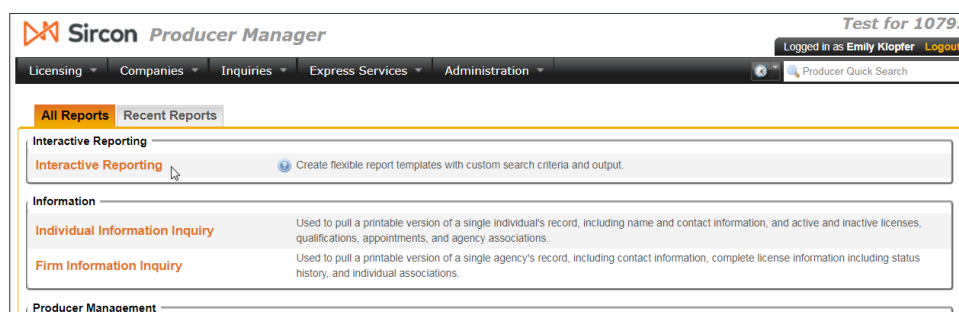 Sircon Producer Manager
Test for 1079
Logged in as Emily Klopfer Logout
Licensing Companies Inquiries Express Services Administration Producer Quick Search
All Reports Recent Reports
Interactive Reporting
Interactive Reporting Create flexible report templates with custom search criteria and output.
Information
Individual Information Inquiry Used to pull a printable version of a single individual's record, including name and contact information, and active and inactive licenses,
qualifications, appointments, and agency associations.
Firm Information Inquiry Used to pull a printable version of a single agency's record, including contact information, complete license information including status
history, and individual associations.
Producer Management